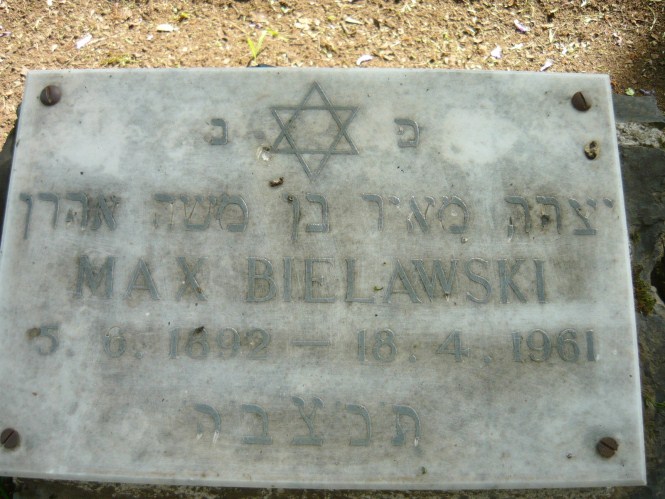 פ נ
יצחק מאיר בן משה אהרן
MAX BIELAWSKI
5. 6. 1892 — 18. 4. 1961
תנצבה